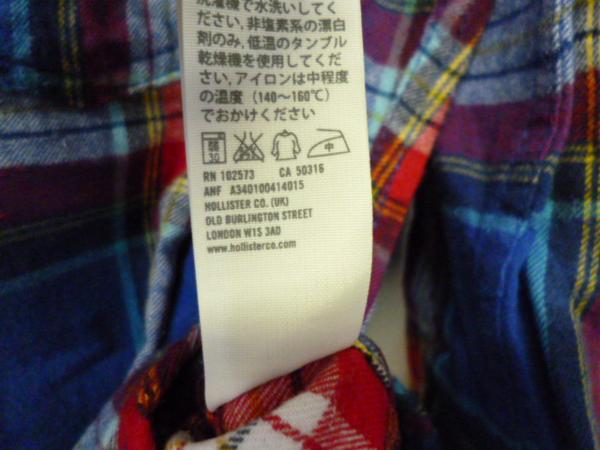 洗濯機で水洗いしてく
ださい,非塩素系の漂白
剤のみ,低温のタンブル
乾燥機を使用してくだ
さい,アイロンは中程度
の温度（140～160℃）
でおかけください
30 中
RN 102573 CA 50316
ANF A340100414015
HOLLISTER CO. (UK)
OLD BURLINGTON STREET
LONDON W1S 3AD
www.hollisterco.com